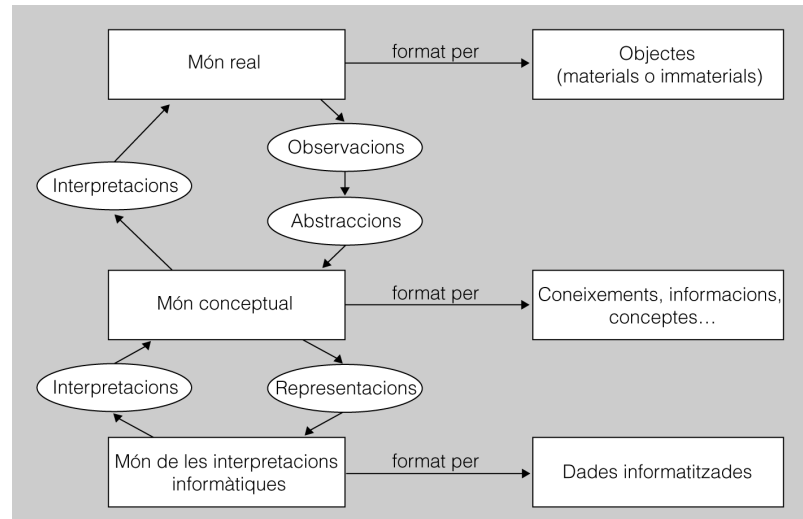 Món real
format per
Objectes
(materials o immaterials)
Observacions
Interpretacions
Abstraccions
Món conceptual
format per
Coneixements, informacions,
conceptes…
Interpretacions
Representacions
Món de les interpretacions
informàtiques
format per
Dades informatitzades